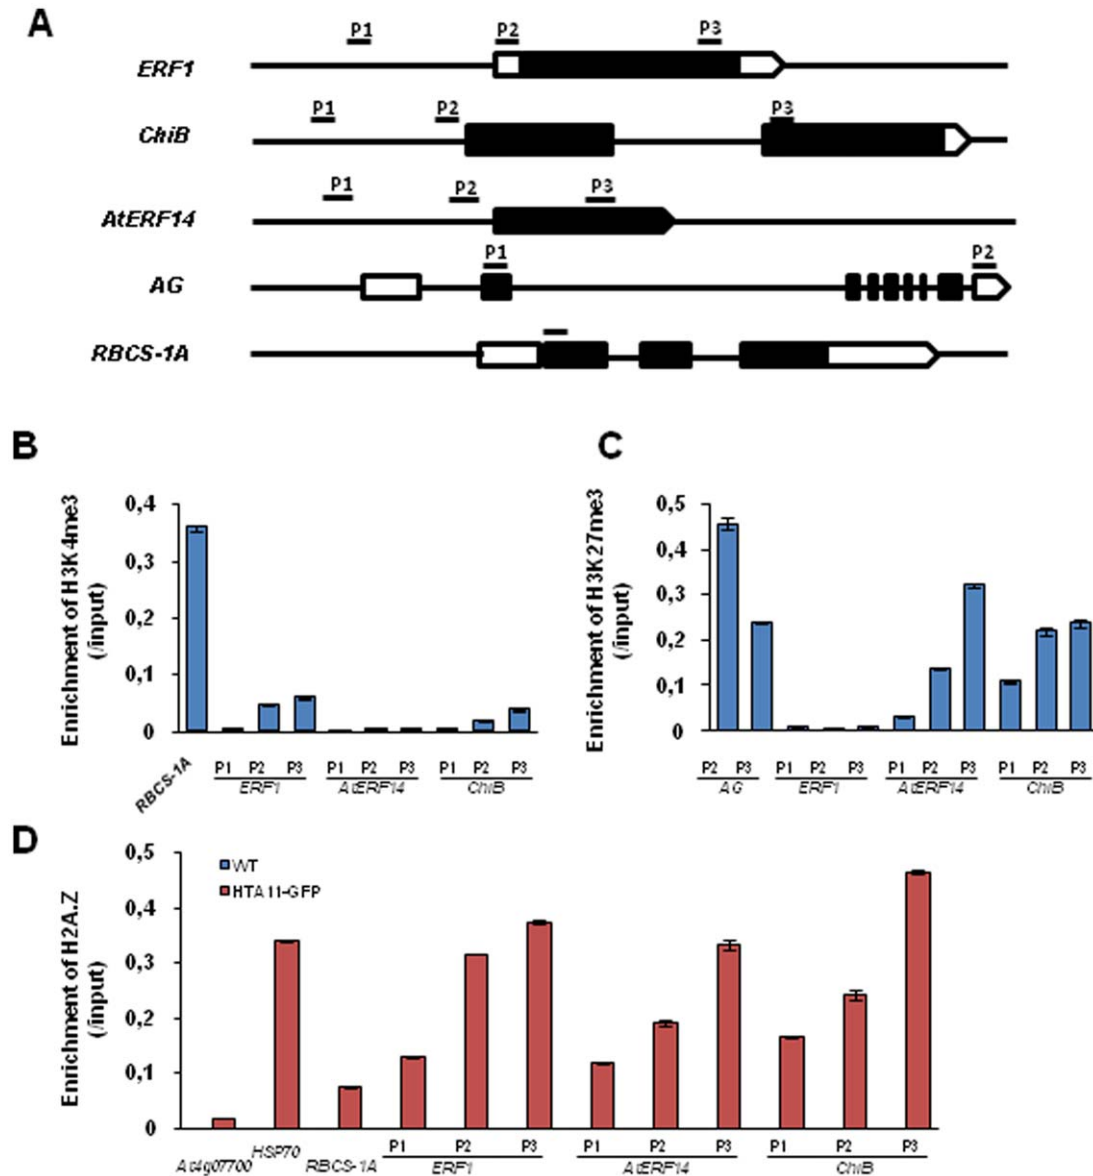 A
P1 P2 P3
ERF1
P1 P2 P3
ChiB
P1 P2 P3
AtERF14
P1 P2
AG
RBCS-1A
B
Enrichment of H3K4me3
(/input)
0,4
0,3
0,2
0,1
0
RBCS-1A P1 P2 P3 P1 P2 P3 P1 P2 P3
ERF1 AtERF14 ChiB
C
Enrichment of H3K27me3
(/input)
0,5
0,4
0,3
0,2
0,1
0
P2 P3 P1 P2 P3 P1 P2 P3 P1 P2 P3
AG ERF1 AtERF14 ChiB
D
Enrichment of H2A.Z
(/input)
0,5
0,4
0,3
0,2
0,1
0
WT
HTA11-GFP
At4g07700 HSP70 RBCS-1A P1 P2 P3 P1 P2 P3 P1 P2 P3
ERF1 AtERF14 ChiB